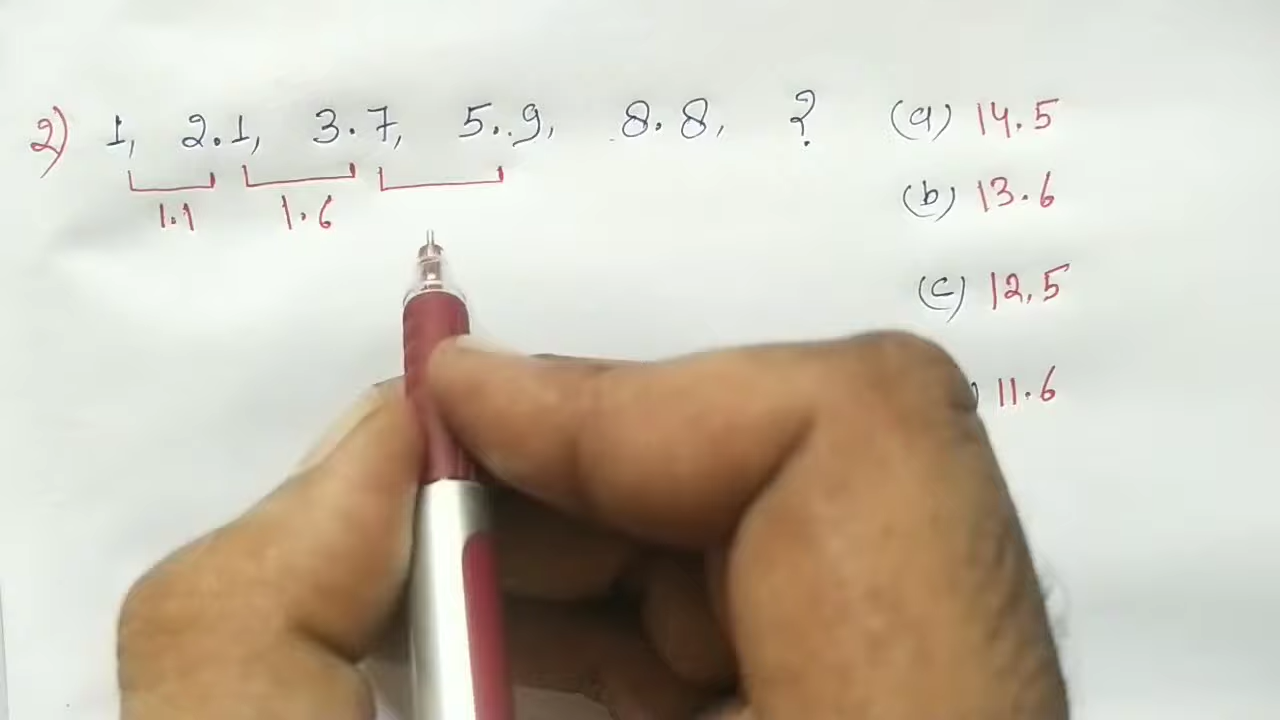 2) 1, 2.1, 3.7, 5.9, 8.8, ? (a) 14.5
1.1 1.6 (b) 13.6
(c) 12.5
) 11.6